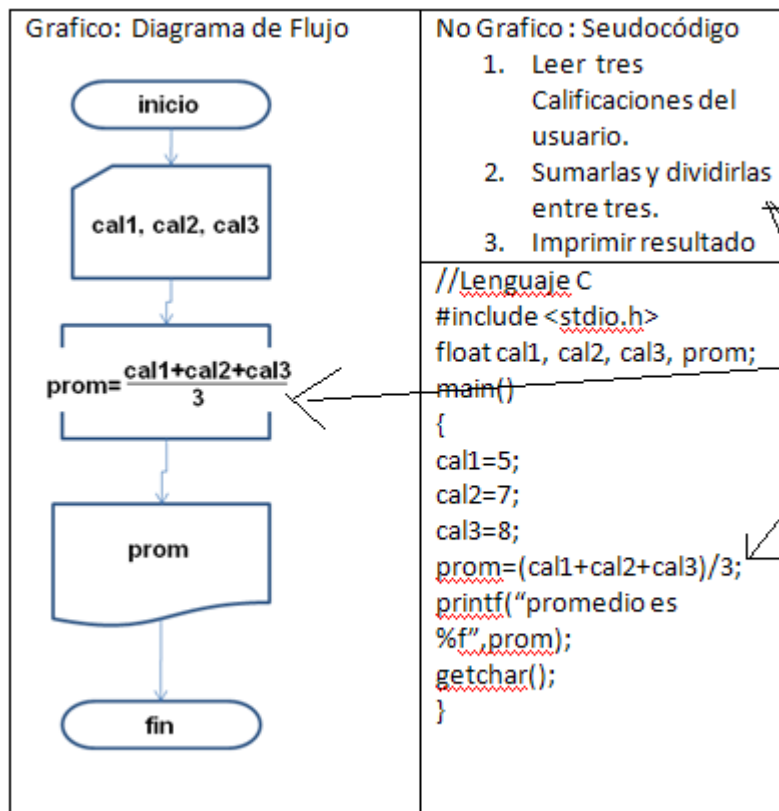 Grafico: Diagrama de Flujo
inicio
cal1, cal2, cal3
prom= cal1+cal2+cal3
3
prom
fin
No Grafico : Seudocódigo
1. Leer tres
Calificaciones del
usuario.
2. Sumarlas y dividirlas
entre tres.
3. Imprimir resultado
//Lenguaje C
#include <stdio.h>
float cal1, cal2, cal3, prom;
main()
{
cal1=5;
cal2=7;
cal3=8;
prom=(cal1+cal2+cal3)/3;
printf(“promedio es
%f”,prom);
getchar();
}